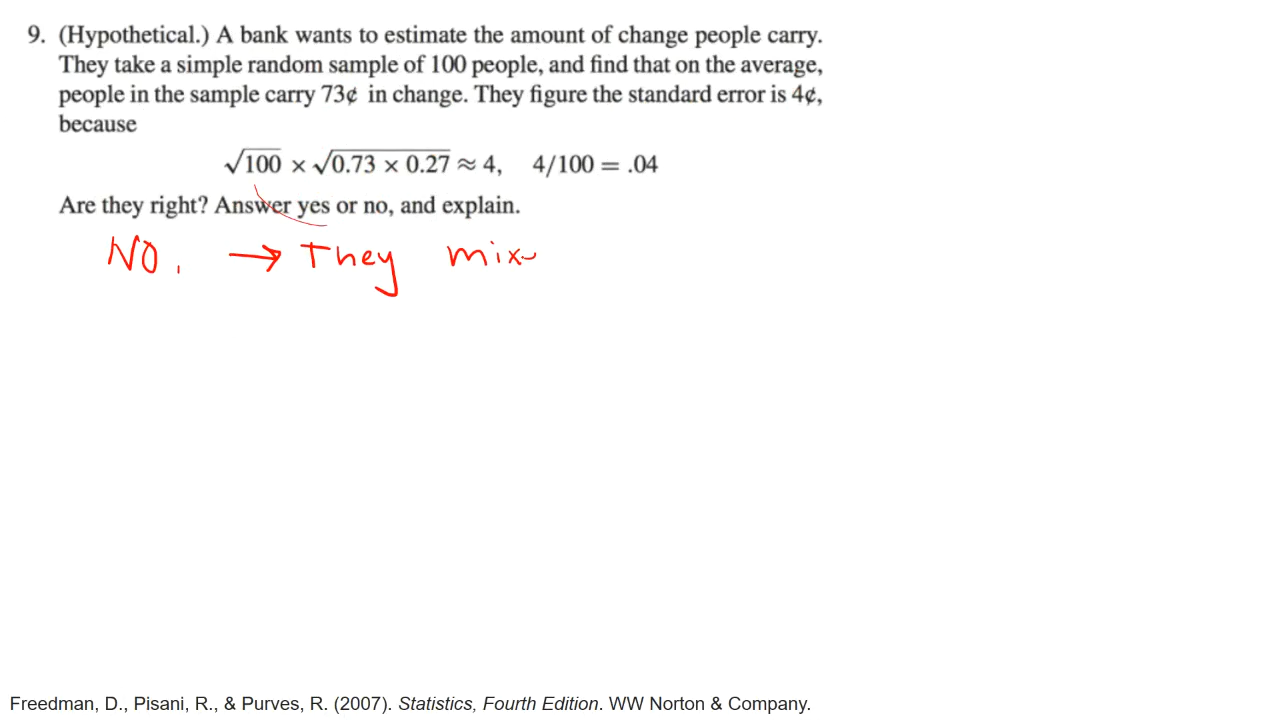 9. (Hypothetical.) A bank wants to estimate the amount of change people carry.
They take a simple random sample of 100 people, and find that on the average,
people in the sample carry 73¢ in change. They figure the standard error is 4¢,
because
√100 × √0.73 × 0.27 ≈ 4, 4/100 = .04
Are they right? Answer yes or no, and explain.
NO. → They mix
Freedman, D., Pisani, R., & Purves, R. (2007). Statistics, Fourth Edition. WW Norton & Company.